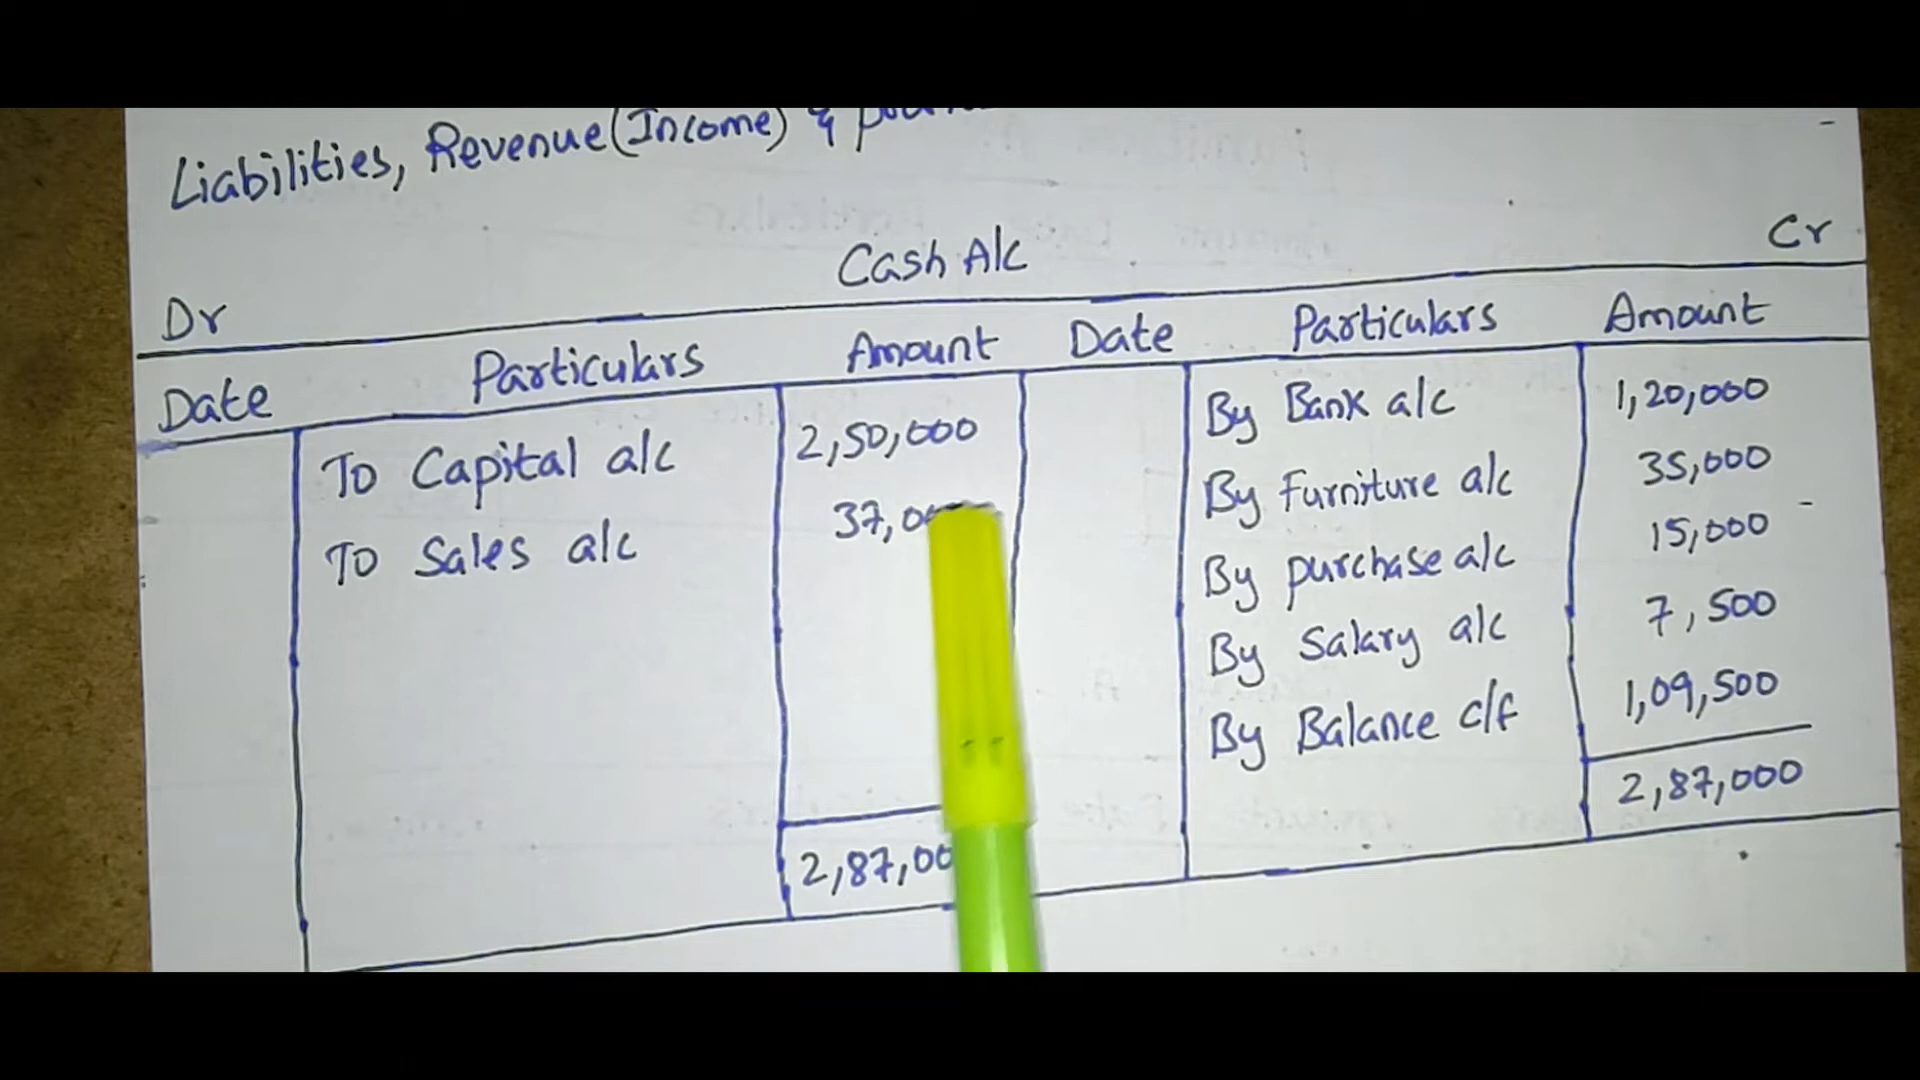 Liabilities, Revenue(Income) &
Cash A/c
Dr Cr
Date Particulars Amount Date Particulars Amount
To Capital a/c 2,50,000 By Bank a/c 1,20,000
To Sales a/c By Furniture a/c 35,000
By purchase a/c 15,000
By Salary a/c 7,500
By Balance c/f 1,09,500
2,87,000